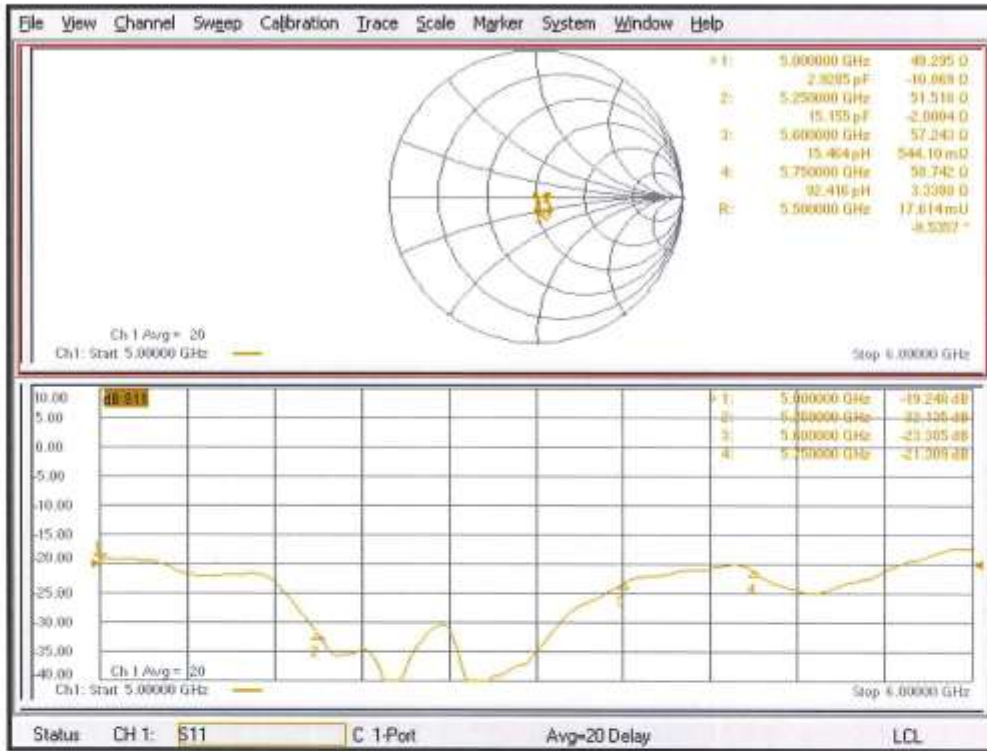 File View Channel Sweep Calibration Trace Scale Marker System Window Help
> 1: 5.000000 GHz 49.295 Ω
2.9285 pF -10.869 Ω
2: 5.250000 GHz 51.518 Ω
15.155 pF -2.0004 Ω
3: 5.600000 GHz 57.243 Ω
15.464 pH 544.10 mΩ
4: 5.750000 GHz
92.416 pH 3.3388 Ω
R: 5.500000 GHz 17.614 mU
-8.5357 °
Ch 1 Avg = 20
Ch1: Start 5.00000 GHz
Stop 6.00000 GHz
10.00
dB S11
5.00
0.00
-5.00
-10.00
-15.00
-20.00
-25.00
-30.00
-35.00
-40.00
> 1: 5.000000 GHz -19.248 dB
2: 5.250000 GHz -32.135 dB
3: 5.600000 GHz -23.305 dB
4: 5.750000 GHz -21.309 dB
2
4
Ch 1 Avg = 20
Ch1: Start 5.00000 GHz
Stop 6.00000 GHz
Status CH 1: S11 C 1-Port Avg=20 Delay LCL